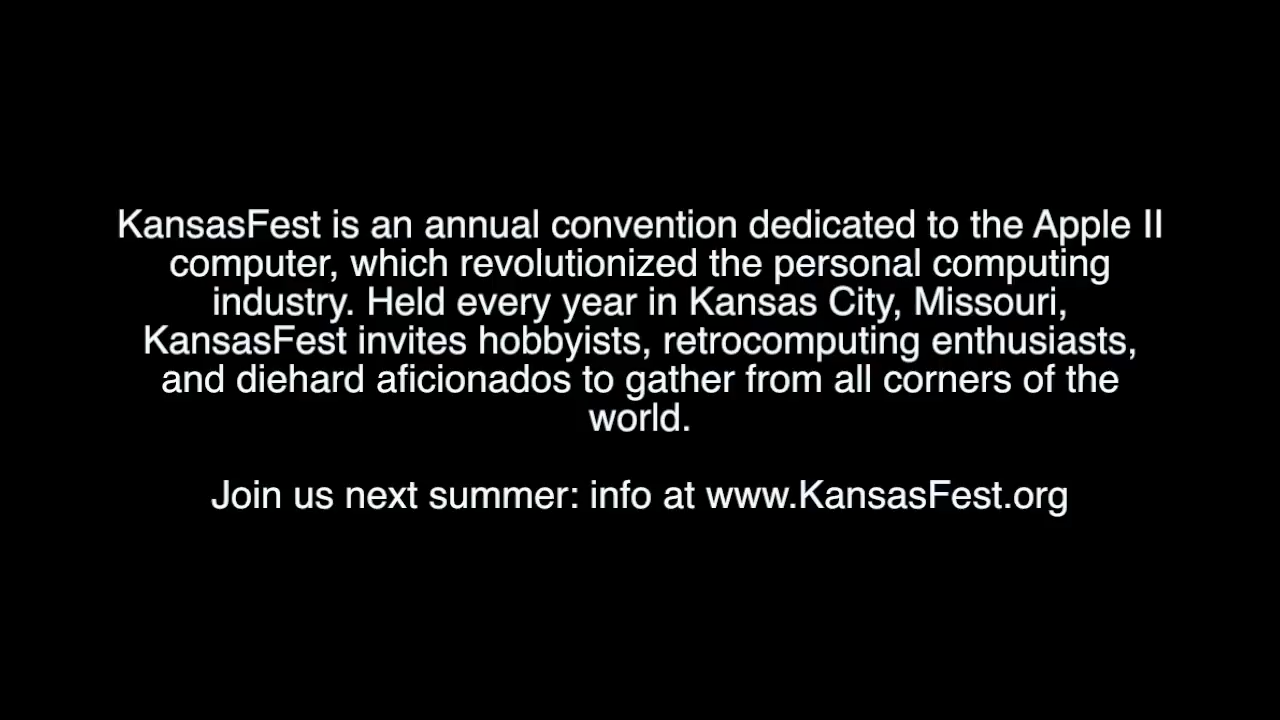 KansasFest is an annual convention dedicated to the Apple II
computer, which revolutionized the personal computing
industry. Held every year in Kansas City, Missouri,
KansasFest invites hobbyists, retrocomputing enthusiasts,
and diehard aficionados to gather from all corners of the
world.
Join us next summer: info at www.KansasFest.org